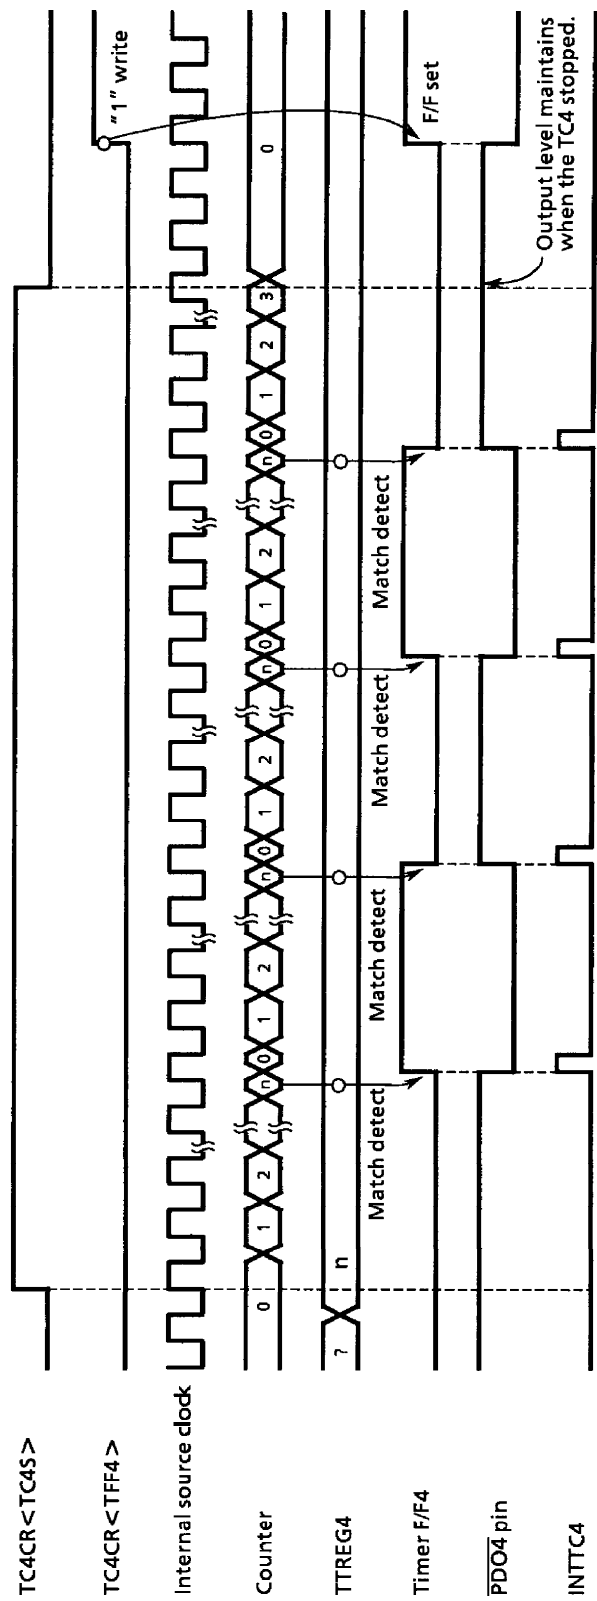 TC4CR<TC4S>
TC4CR<TFF4>
"1" write
Internal source clock
Counter
0 1 2 n 0 1 2 n 0 1 2 n 0 1 2 n 0 1 2 3 0
TTREG4
? n
Match detect
Match detect
Match detect
Match detect
Timer F/F4
F/F set
PDO4 pin
Output level maintains
when the TC4 stopped.
INTTC4